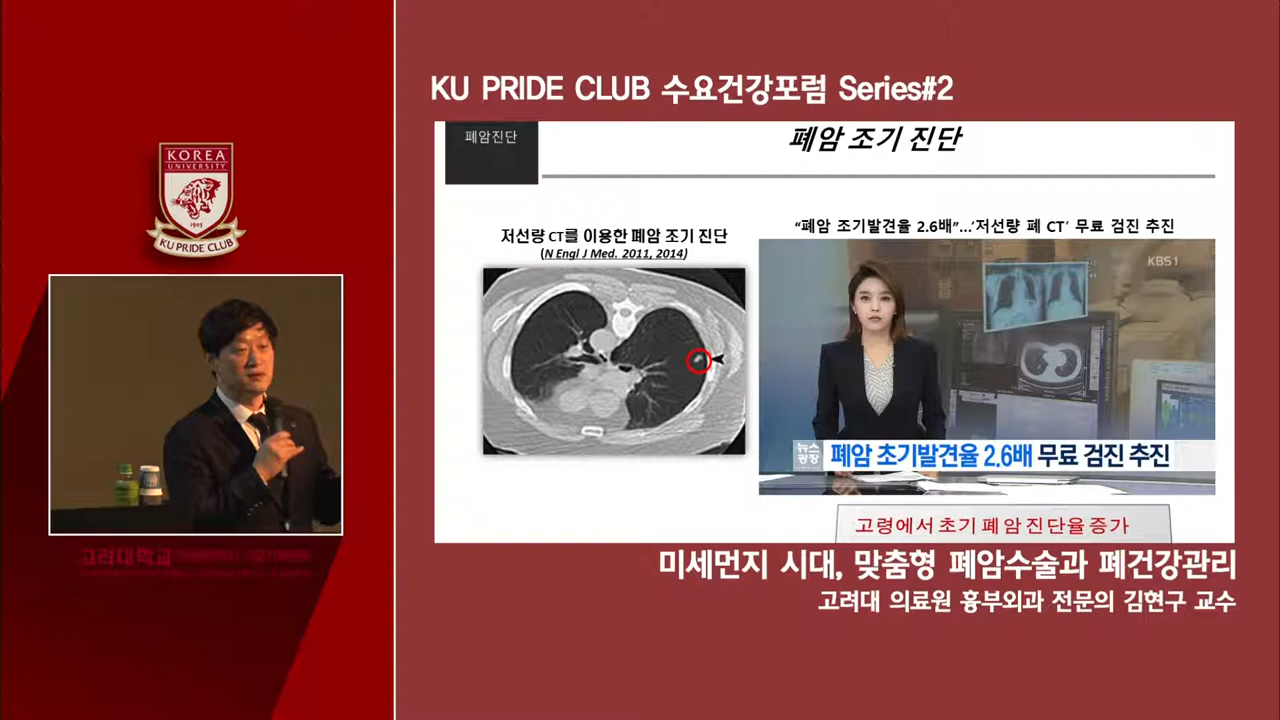 KU PRIDE CLUB 수요건강포럼 Series#2
KOREA
UNIVERSITY
1905
KU PRIDE CLUB
폐암진단
폐암 조기 진단
저선량 CT를 이용한 폐암 조기 진단
(N Engl J Med. 2011, 2014)
“폐암 조기발견율 2.6배”...‘저선량 폐 CT’ 무료 검진 추진
KBS1
뉴스
광장
폐암 초기발견율 2.6배 무료 검진 추진
고령에서 초기 폐암 진단율 증가
고려대학교
미세먼지 시대, 맞춤형 폐암수술과 폐건강관리
고려대 의료원 흉부외과 전문의 김현구 교수